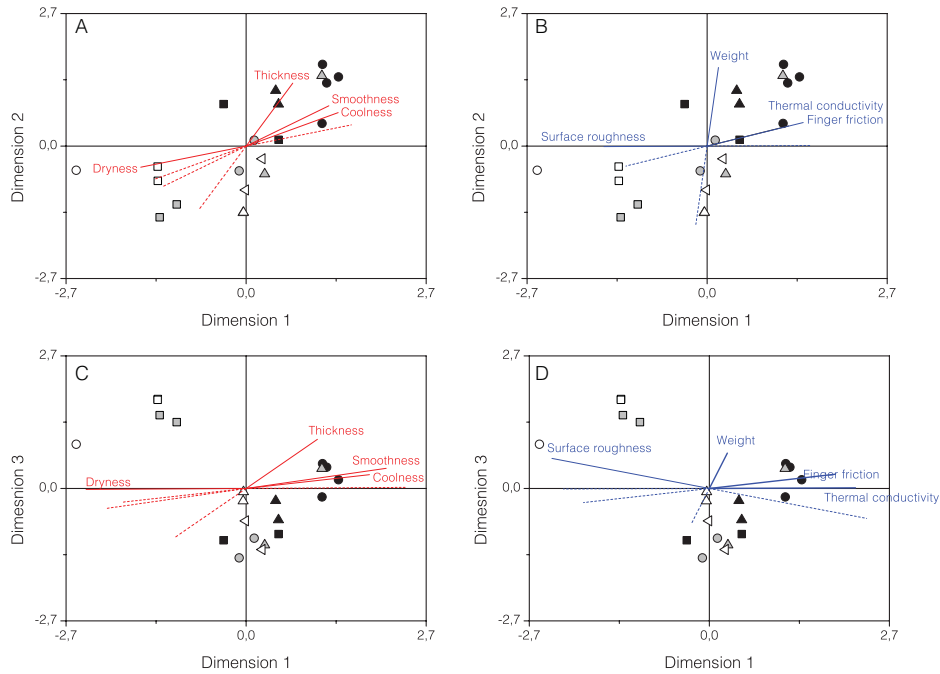 2,7
A
Thickness
Smoothness
Coolness
0,0
Dryness
Dimension 2
-2,7
-2,7
0,0
2,7
Dimension 1
2,7
B
Weight
Thermal conductivity
Finger friction
Surface roughness
0,0
Dimension 2
-2,7
-2,7
0,0
2,7
Dimension 1
2,7
C
Thickness
Smoothness
Coolness
Dryness
0,0
Dimesnion 3
-2,7
-2,7
0,0
2,7
Dimension 1
2,7
D
Weight
Surface roughness
Finger friction
Thermal conductivity
0,0
Dimesnion 3
-2,7
-2,7
0,0
2,7
Dimension 1